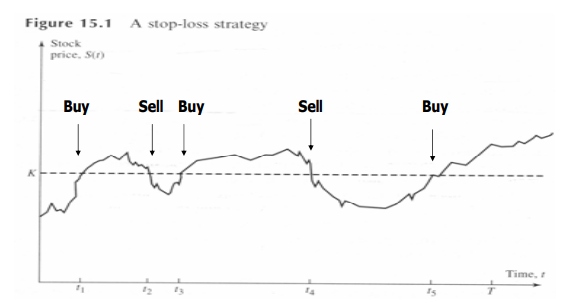 Figure 15.1 A stop-loss strategy
Stock
price, S(t)
Buy Sell Buy Sell Buy
K
Time, t
t1 t2 t3 t4 t5 T